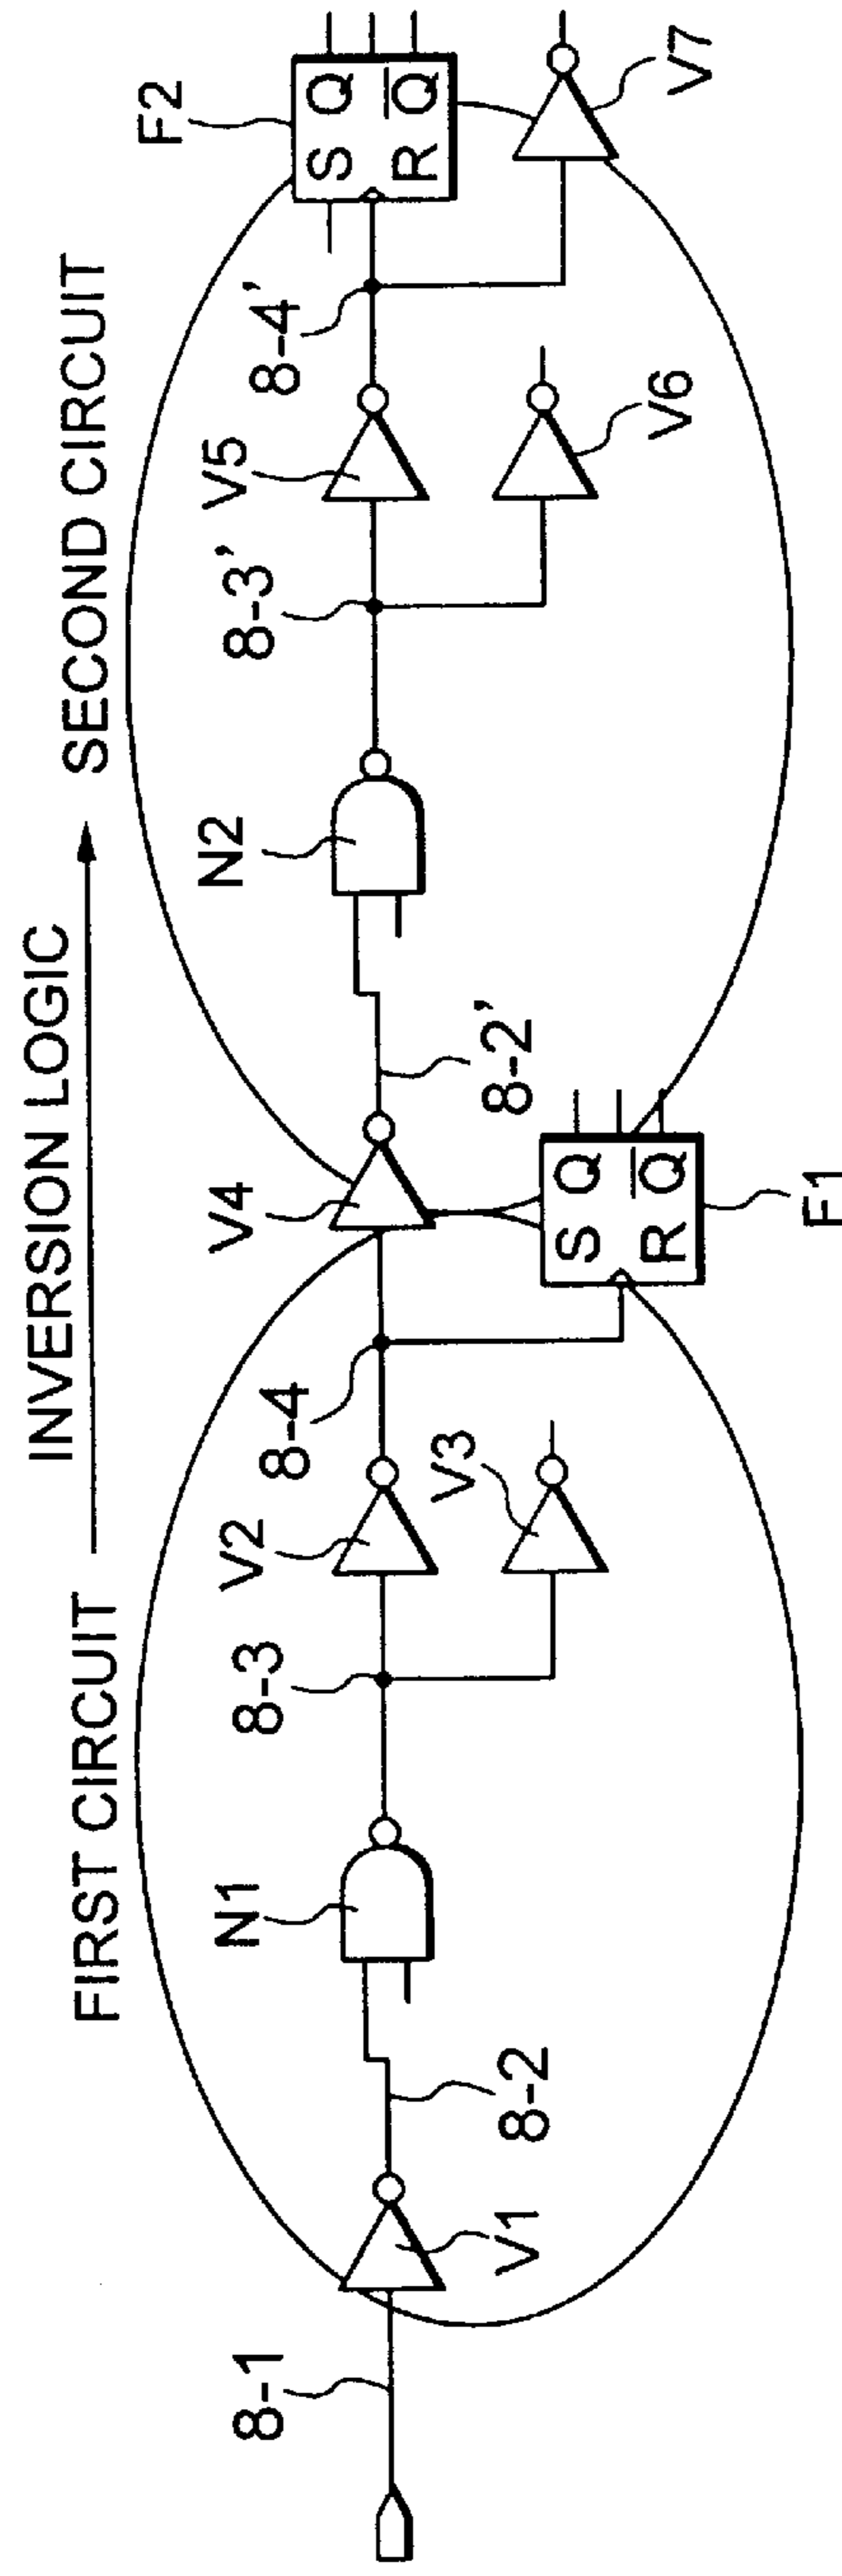 INVERSION LOGIC
FIRST CIRCUIT
SECOND CIRCUIT
8-1
V1
8-2
N1
8-3
V2
V3
8-4
V4
S Q
R Q̅
F1
8-2'
N2
8-3'
V5
V6
8-4'
F2
S Q
R Q̅
V7